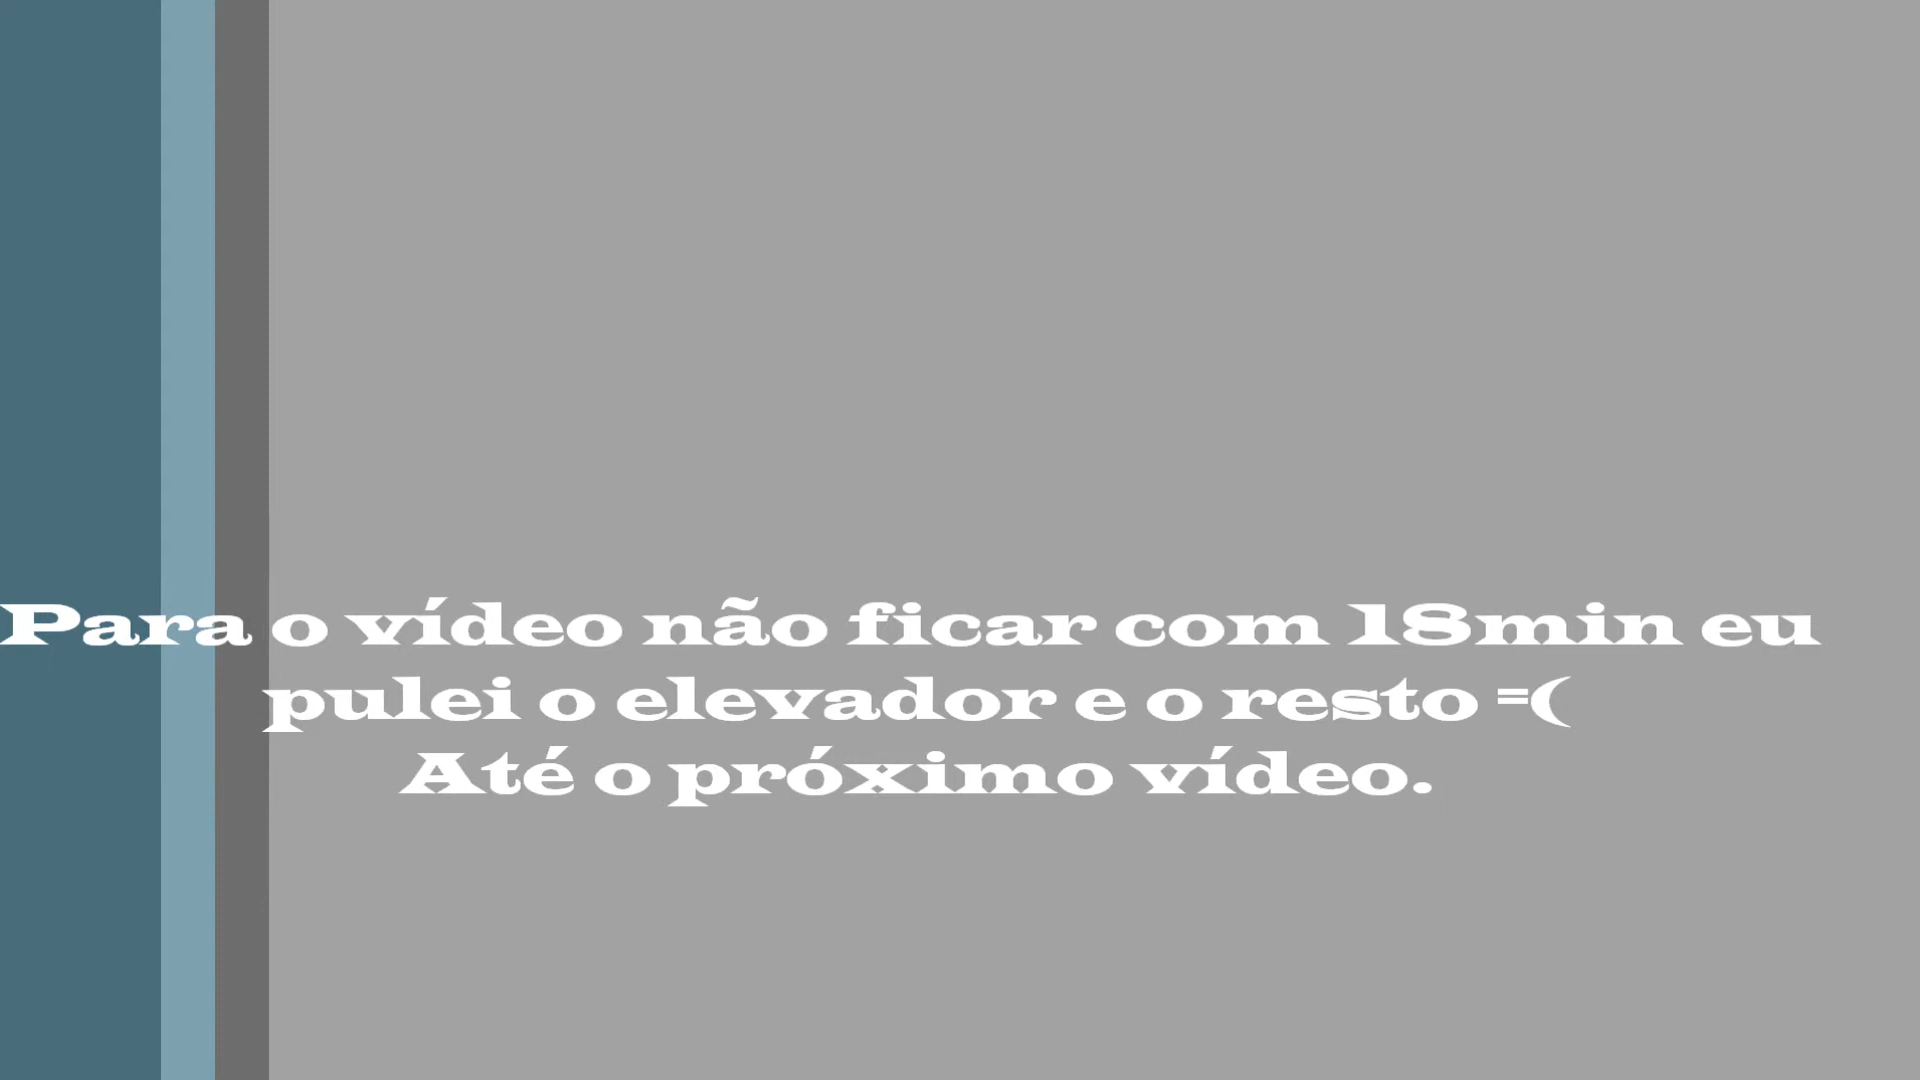 Para o vídeo não ficar com 18min eu
pulei o elevador e o resto =(
Até o próximo vídeo.